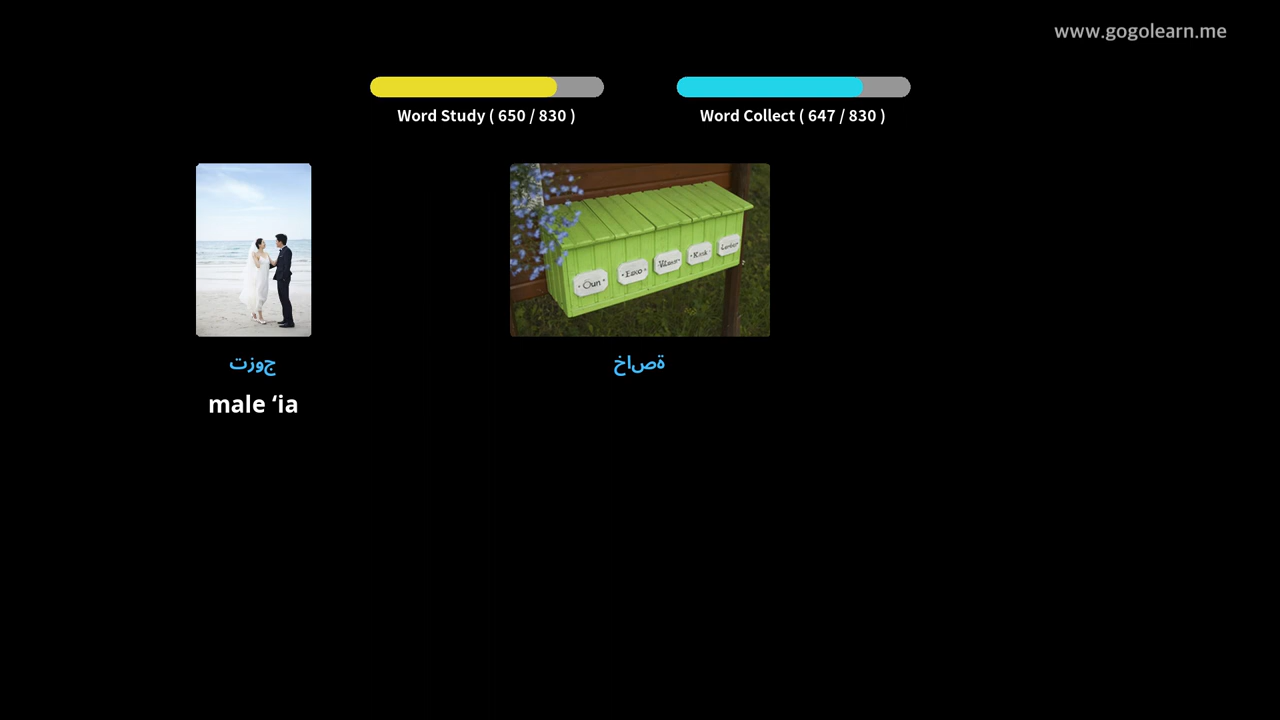 www.gogolearn.me
Word Study ( 650 / 830 )
Word Collect ( 647 / 830 )
جوزت
ةصاخ
male ‘ia